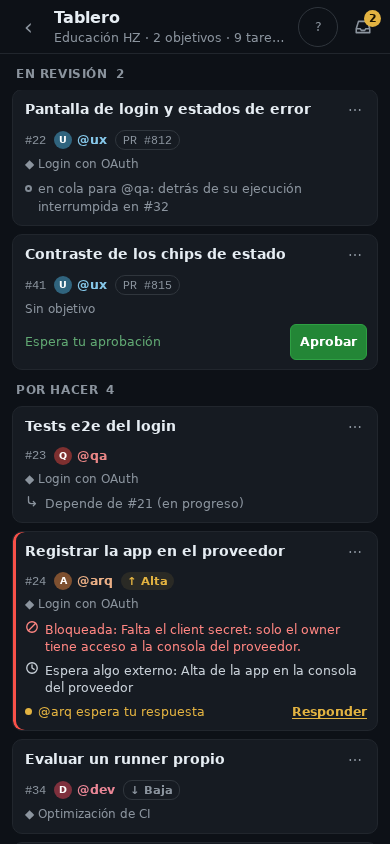 Tablero
Educación HZ · 2 objetivos · 9 tare…
?
2
EN REVISIÓN 2
Pantalla de login y estados de error
#22 U @ux PR #812
Login con OAuth
en cola para @qa: detrás de su ejecución
interrumpida en #32
Contraste de los chips de estado
#41 U @ux PR #815
Sin objetivo
Espera tu aprobación Aprobar
POR HACER 4
Tests e2e del login
#23 Q @qa
Login con OAuth
Depende de #21 (en progreso)
Registrar la app en el proveedor
#24 A @arq ↑ Alta
Login con OAuth
Bloqueada: Falta el client secret: solo el owner
tiene acceso a la consola del proveedor.
Espera algo externo: Alta de la app en la consola
del proveedor
@arq espera tu respuesta Responder
Evaluar un runner propio
#34 D @dev ↓ Baja
Optimización de CI